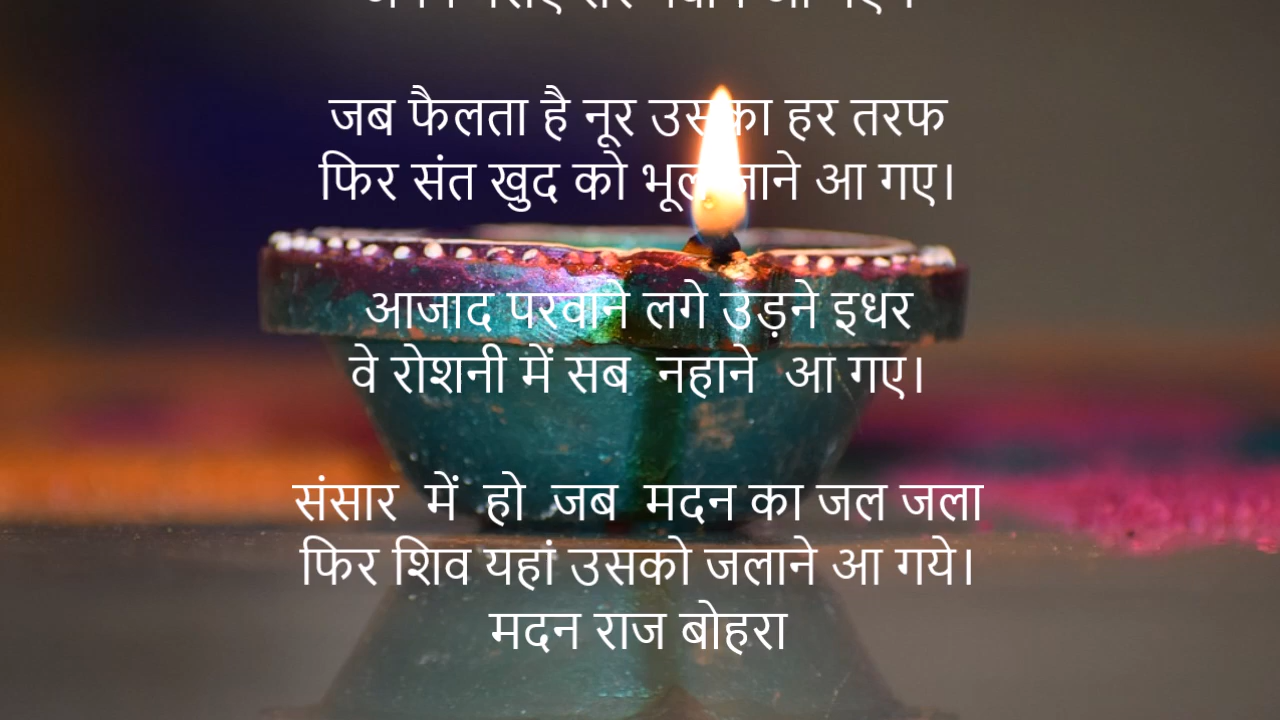 जब फैलता है नूर उसका हर तरफ
फिर संत खुद को भूल जाने आ गए।
आजाद परवाने लगे उड़ने इधर
वे रोशनी में सब नहाने आ गए।
संसार में हो जब मदन का जल जला
फिर शिव यहां उसको जलाने आ गये।
मदन राज बोहरा